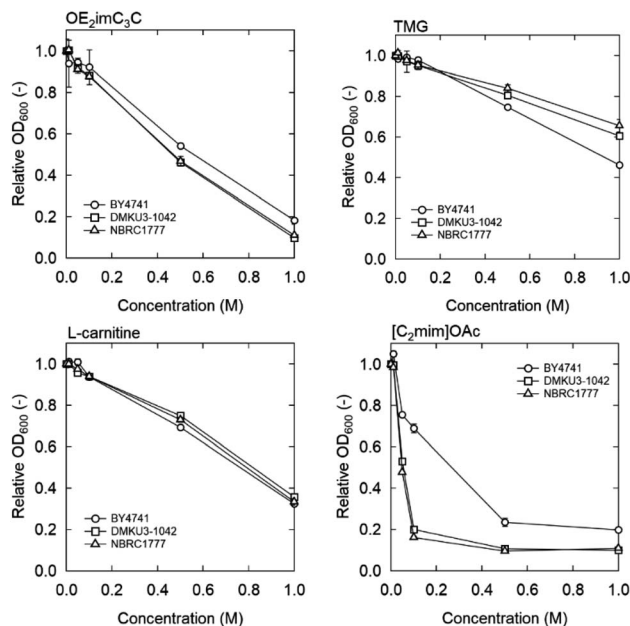 OE₂imC₃C
Relative OD₆₀₀ (-)
1.0
0.8
0.6
0.4
0.2
0.0
BY4741
DMKU3-1042
NBRC1777
0.0 0.2 0.4 0.6 0.8 1.0
Concentration (M)
TMG
Relative OD₆₀₀ (-)
1.0
0.8
0.6
0.4
0.2
0.0
BY4741
DMKU3-1042
NBRC1777
0.0 0.2 0.4 0.6 0.8 1.0
Concentration (M)
L-carnitine
Relative OD₆₀₀ (-)
1.0
0.8
0.6
0.4
0.2
0.0
BY4741
DMKU3-1042
NBRC1777
0.0 0.2 0.4 0.6 0.8 1.0
Concentration (M)
[C₂mim]OAc
Relative OD₆₀₀ (-)
1.0
0.8
0.6
0.4
0.2
0.0
BY4741
DMKU3-1042
NBRC1777
0.0 0.2 0.4 0.6 0.8 1.0
Concentration (M)